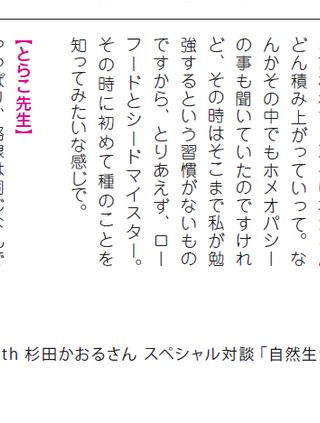 どん積み上がっていって。な
んかその中でもホメオパシー
の事も聞いていたのですけれ
ど、その時はそこまで私が勉
強するという習慣がないもの
ですから、とりあえず、ロー
フードとシードマイスター。
その時に初めて種のことを
知ってみたいな感じで。
【とらこ先生】
th 杉田かおるさん スペシャル対談「自然生